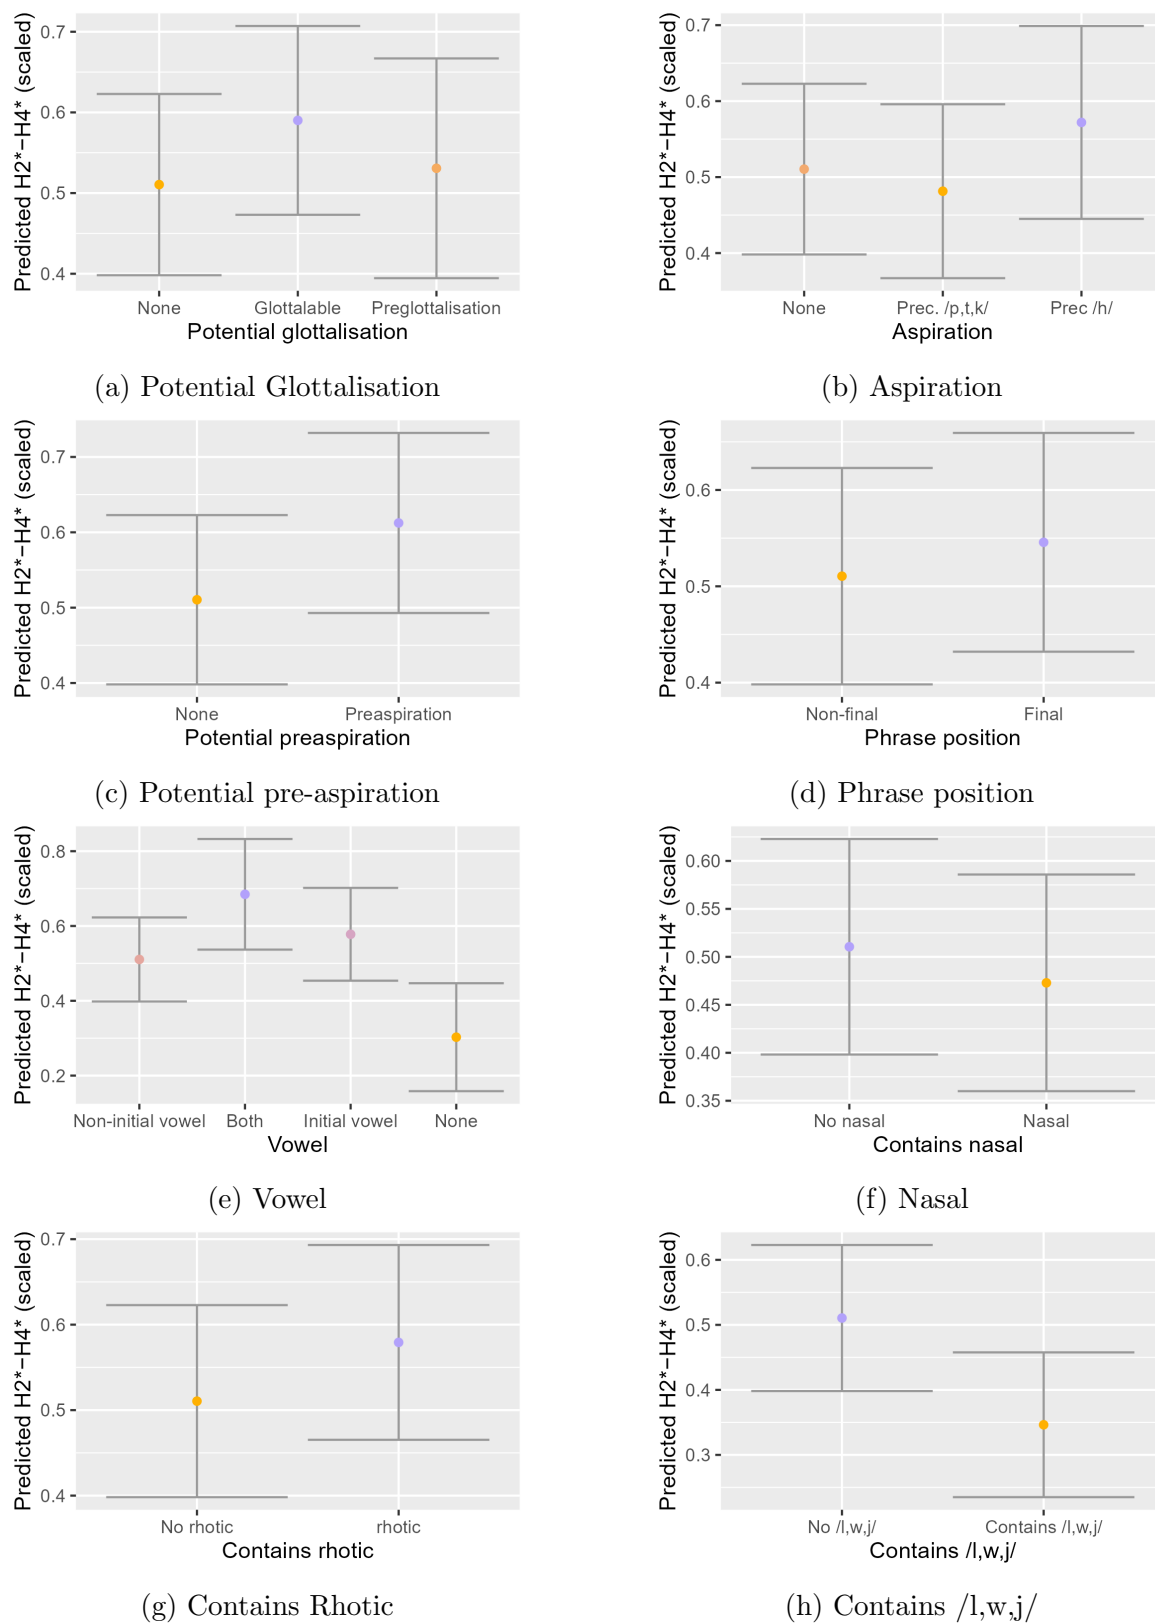 Predicted H2*−H4* (scaled)
0.7
0.6
0.5
0.4
None Glottalable Preglottalisation
Potential glottalisation
(a) Potential Glottalisation
Predicted H2*−H4* (scaled)
0.7
0.6
0.5
0.4
None Prec. /p,t,k/ Prec /h/
Aspiration
(b) Aspiration
Predicted H2*−H4* (scaled)
0.7
0.6
0.5
0.4
None Preaspiration
Potential preaspiration
(c) Potential pre-aspiration
Predicted H2*−H4* (scaled)
0.6
0.5
0.4
Non-final Final
Phrase position
(d) Phrase position
Predicted H2*−H4* (scaled)
0.8
0.6
0.4
0.2
Non-initial vowel Both Initial vowel None
Vowel
(e) Vowel
Predicted H2*−H4* (scaled)
0.60
0.55
0.50
0.45
0.40
0.35
No nasal Nasal
Contains nasal
(f) Nasal
Predicted H2*−H4* (scaled)
0.7
0.6
0.5
0.4
No rhotic rhotic
Contains rhotic
(g) Contains Rhotic
Predicted H2*−H4* (scaled)
0.6
0.5
0.4
0.3
No /l,w,j/ Contains /l,w,j/
Contains /l,w,j/
(h) Contains /l,w,j/